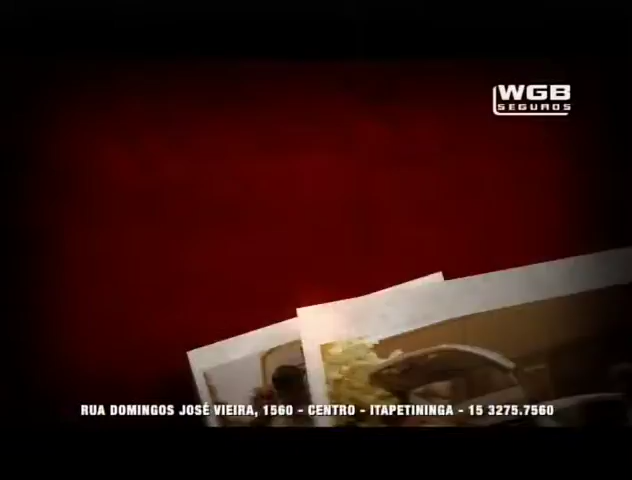 WGB
SEGUROS
RUA DOMINGOS JOSÉ VIEIRA, 1560 - CENTRO - ITAPETININGA - 15 3275.7560